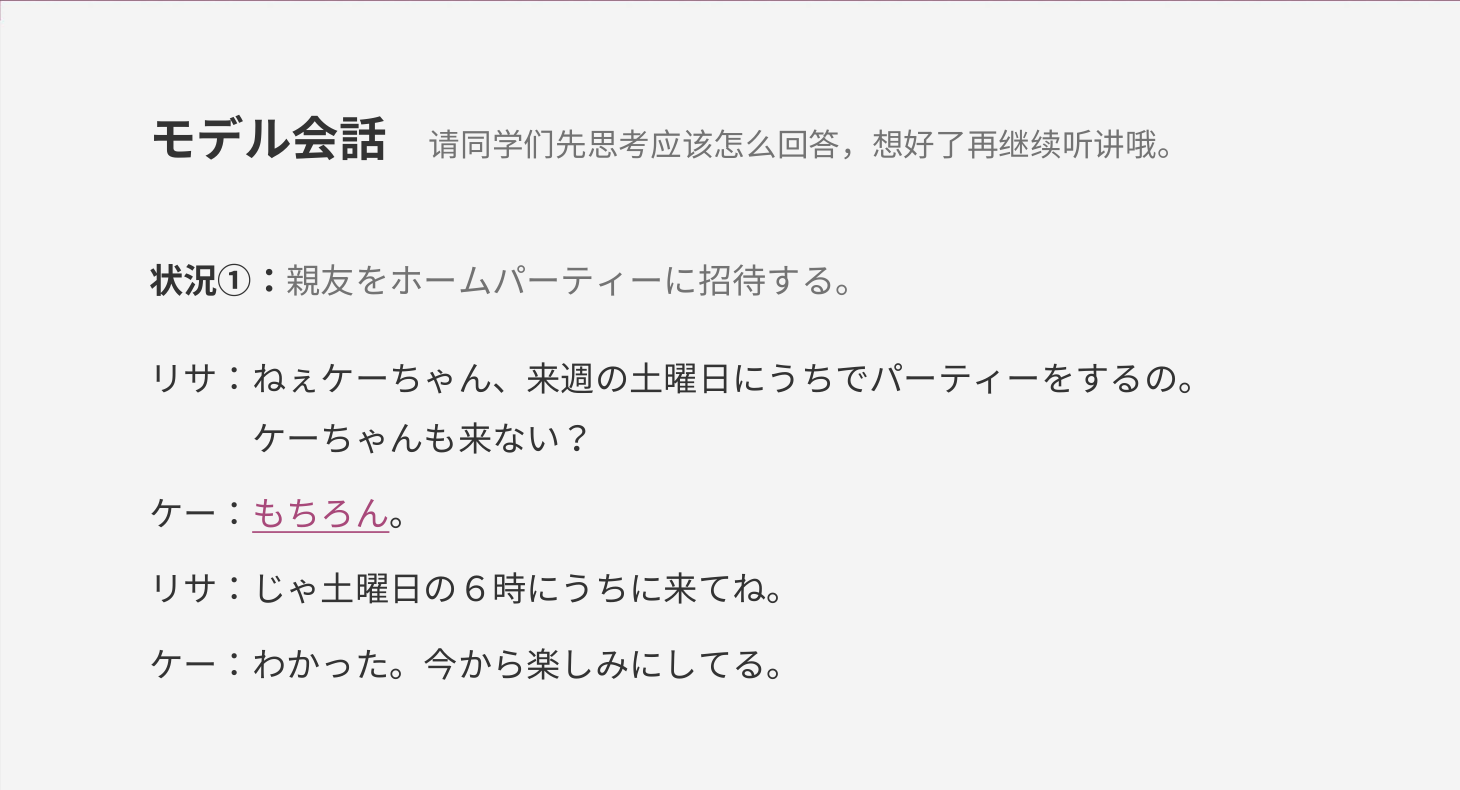 モデル会話 请同学们先思考应该怎么回答，想好了再继续听讲哦。
状況①：親友をホームパーティーに招待する。
リサ：ねぇケーちゃん、来週の土曜日にうちでパーティーをするの。
ケーちゃんも来ない？
ケー：もちろん。
リサ：じゃ土曜日の６時にうちに来てね。
ケー：わかった。今から楽しみにしてる。